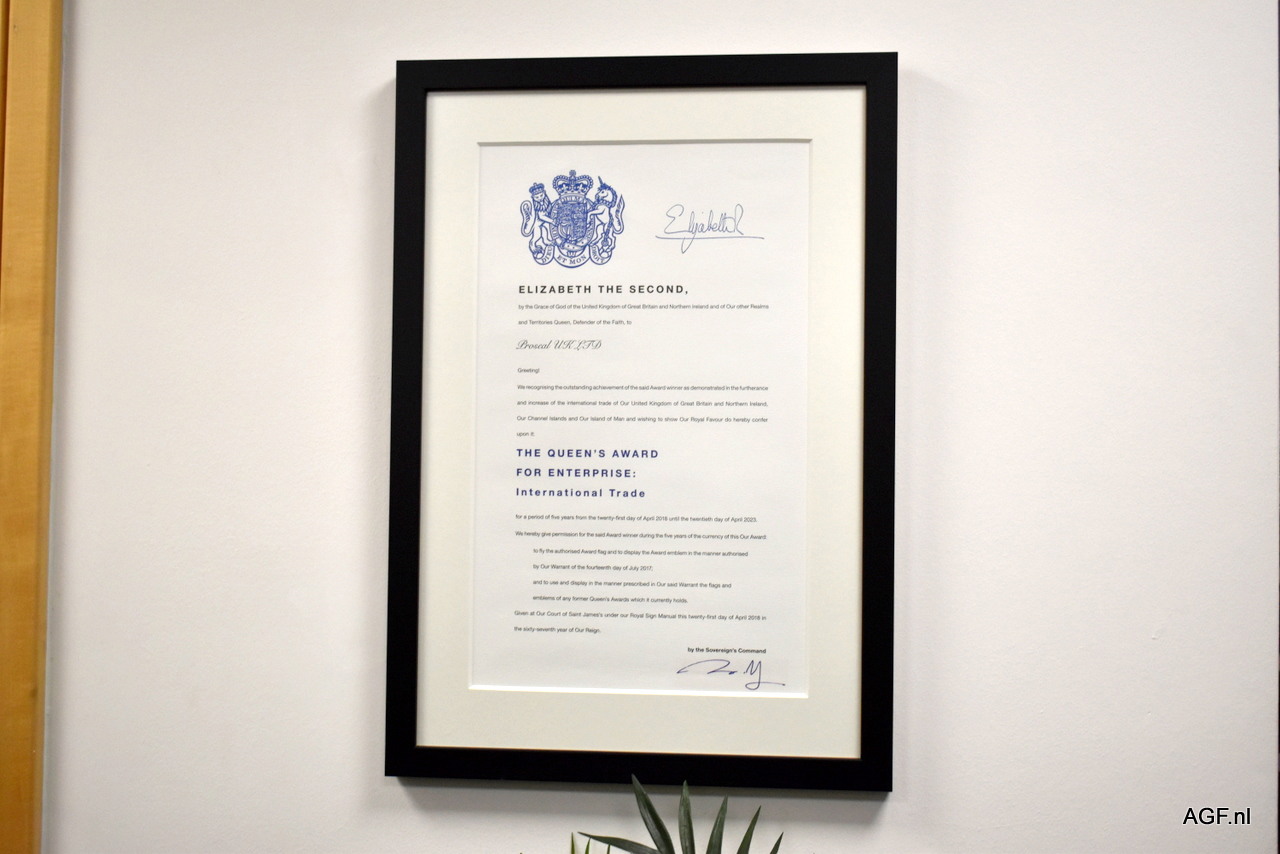 ET MON
Elizabeth R
ELIZABETH THE SECOND,
by the Grace of God of the United Kingdom of Great Britain and Northern Ireland and of Our other Realms
and Territories Queen, Defender of the Faith, to
Proseal UK LTD
Greeting!
We recognising the outstanding achievement of the said Award winner as demonstrated in the furtherance
and increase of the international trade of Our United Kingdom of Great Britain and Northern Ireland,
Our Channel Islands and Our Island of Man and wishing to show Our Royal Favour do hereby confer
upon it
THE QUEEN'S AWARD
FOR ENTERPRISE:
International Trade
for a period of five years from the twenty-first day of April 2018 until the twentieth day of April 2023.
We hereby give permission for the said Award winner during the five years of the currency of this Our Award:
to fly the authorised Award flag and to display the Award emblem in the manner authorised
by Our Warrant of the fourteenth day of July 2017;
and to use and display in the manner prescribed in Our said Warrant the flags and
emblems of any former Queen's Awards which it currently holds.
Given at Our Court of Saint James's under our Royal Sign Manual this twenty-first day of April 2018 in
the sixty-seventh year of Our Reign.
by the Sovereign's Command
AGF.nl